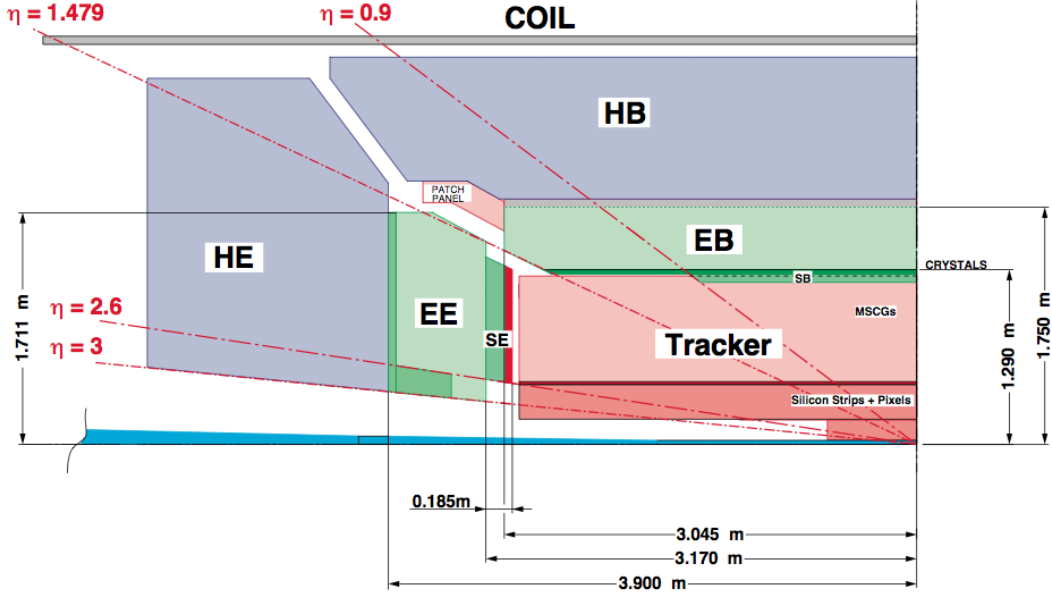 η = 1.479
η = 0.9
COIL
HB
PATCH
PANEL
HE
EB
CRYSTALS
SB
MSCGs
η = 2.6
EE
SE
Tracker
η = 3
Silicon Strips + Pixels
1.711 m
1.290 m
1.750 m
0.185m
3.045 m
3.170 m
3.900 m